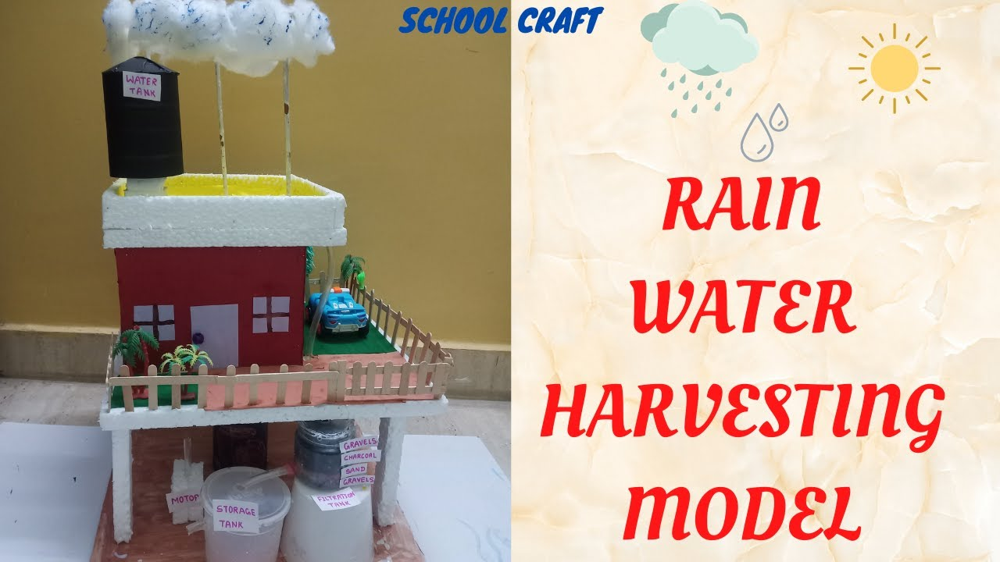 SCHOOL CRAFT
WATER
TANK
GRAVELS
CHARCOAL
SAND
GRAVELS
MOTOR
STORAGE
TANK
FILTRATION
TANK
RAIN
WATER
HARVESTING
MODEL